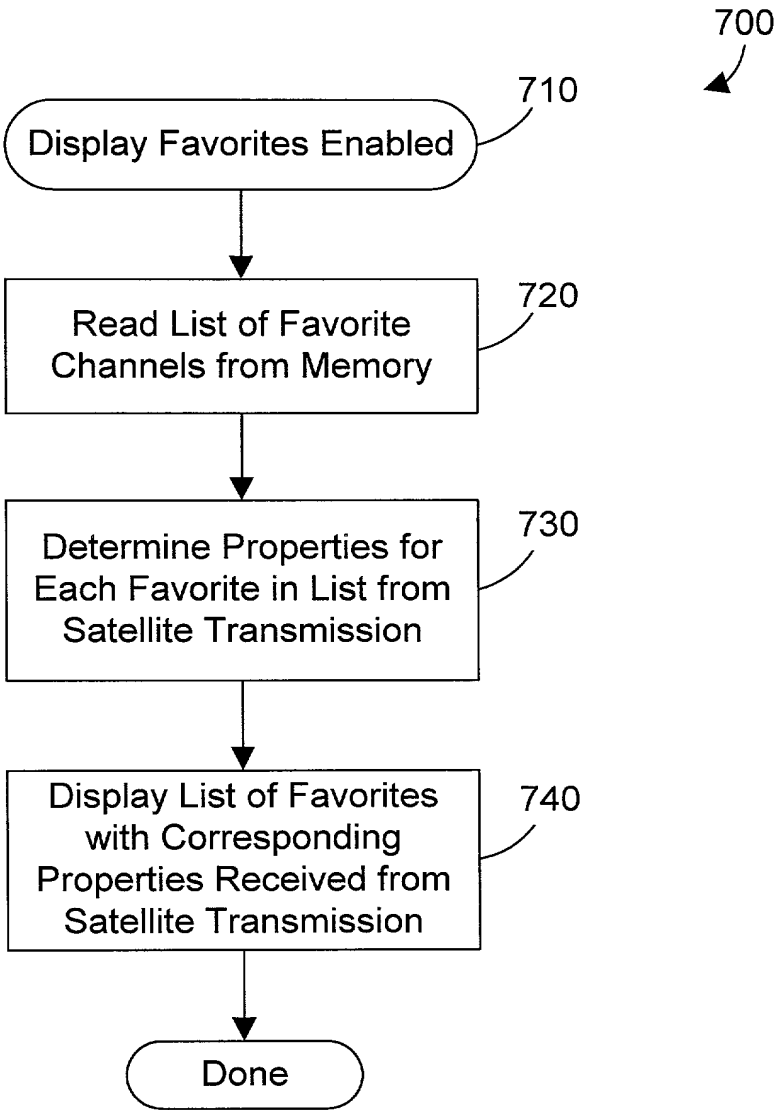 700
710
Display Favorites Enabled
720
Read List of Favorite
Channels from Memory
730
Determine Properties for
Each Favorite in List from
Satellite Transmission
740
Display List of Favorites
with Corresponding
Properties Received from
Satellite Transmission
Done